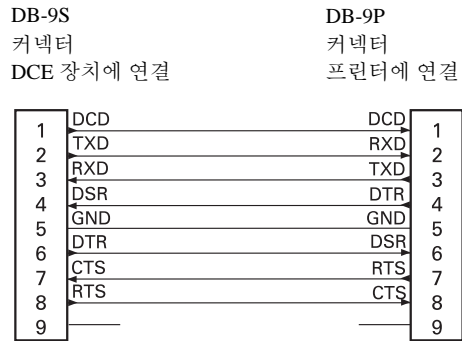 DB-9S DB-9P
커넥터 커넥터
DCE 장치에 연결 프린터에 연결
1 DCD DCD 1
2 TXD RXD 2
3 RXD TXD 3
4 DSR DTR 4
5 GND GND 5
6 DTR DSR 6
7 CTS RTS 7
8 RTS CTS 8
9 9